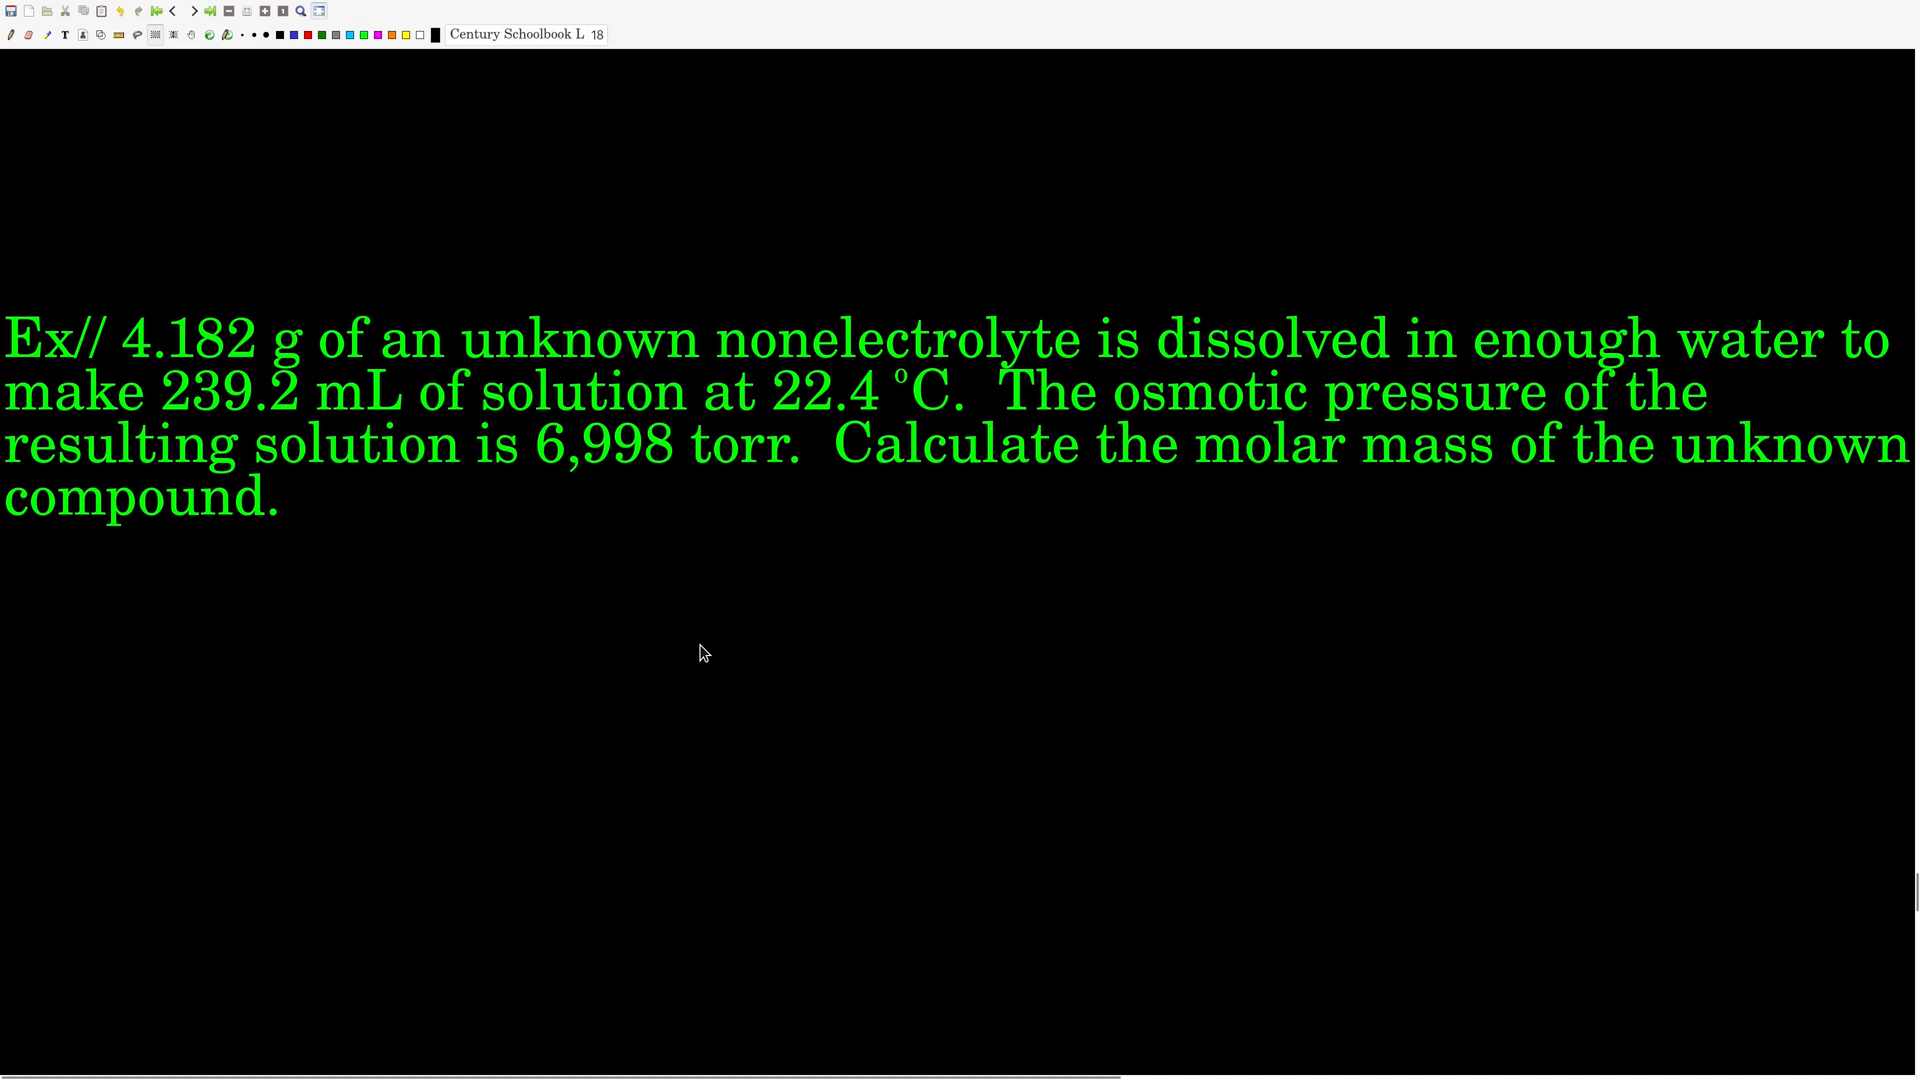 Century Schoolbook L 18
Ex// 4.182 g of an unknown nonelectrolyte is dissolved in enough water to
make 239.2 mL of solution at 22.4 ºC.  The osmotic pressure of the
resulting solution is 6,998 torr.  Calculate the molar mass of the unknown
compound.